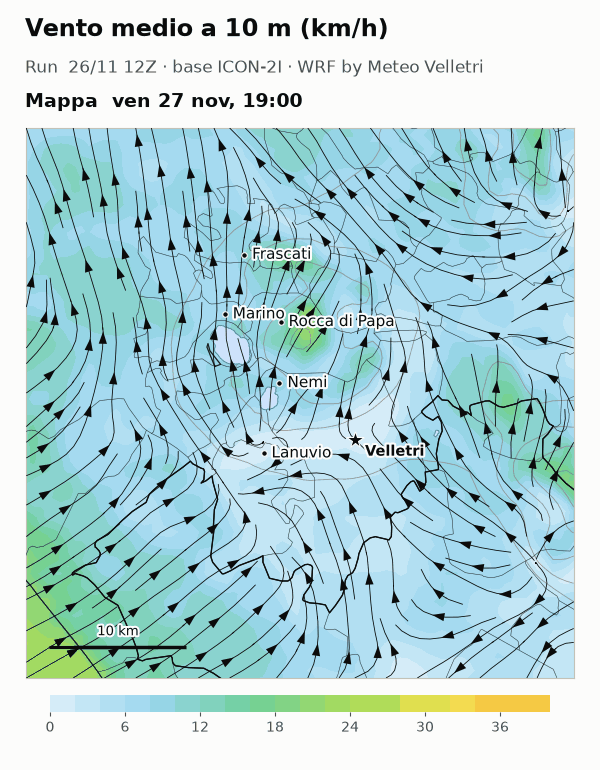 Vento medio a 10 m (km/h)
Run  26/11 12Z · base ICON-2I · WRF by Meteo Velletri
Mappa  ven 27 nov, 19:00
Frascati
Marino
Rocca di Papa
Nemi
Lanuvio
Velletri
10 km
0 6 12 18 24 30 36